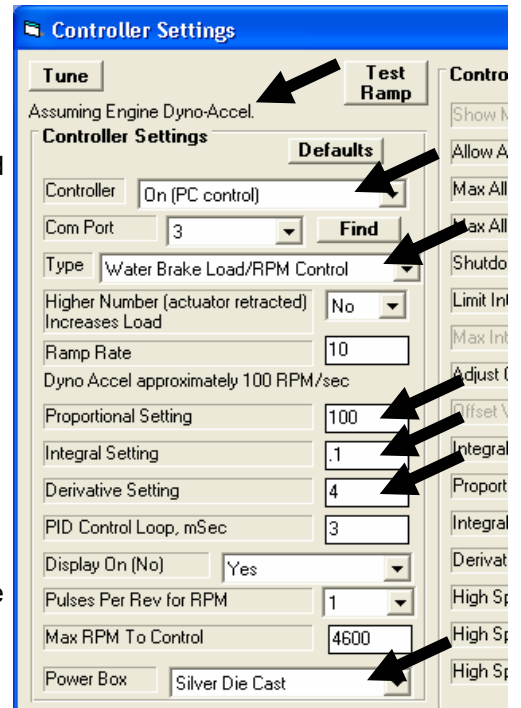 Controller Settings
Tune
Test Ramp
Assuming Engine Dyno-Accel.
Controller Settings
Defaults
Controller On (PC control)
Com Port 3 Find
Type Water Brake Load/RPM Control
Higher Number (actuator retracted)
Increases Load No
Ramp Rate 10
Dyno Accel approximately 100 RPM/sec
Proportional Setting 100
Integral Setting .1
Derivative Setting 4
PID Control Loop, mSec 3
Display On (No) Yes
Pulses Per Rev for RPM 1
Max RPM To Control 4600
Power Box Silver Die Cast
Contro
Show M
Allow A
Max All
Max All
Shutdo
Limit Int
Max Int
Adjust
Offset
Integral
Proport
Integral
Derivat
High Sp
High Sp
High Sp